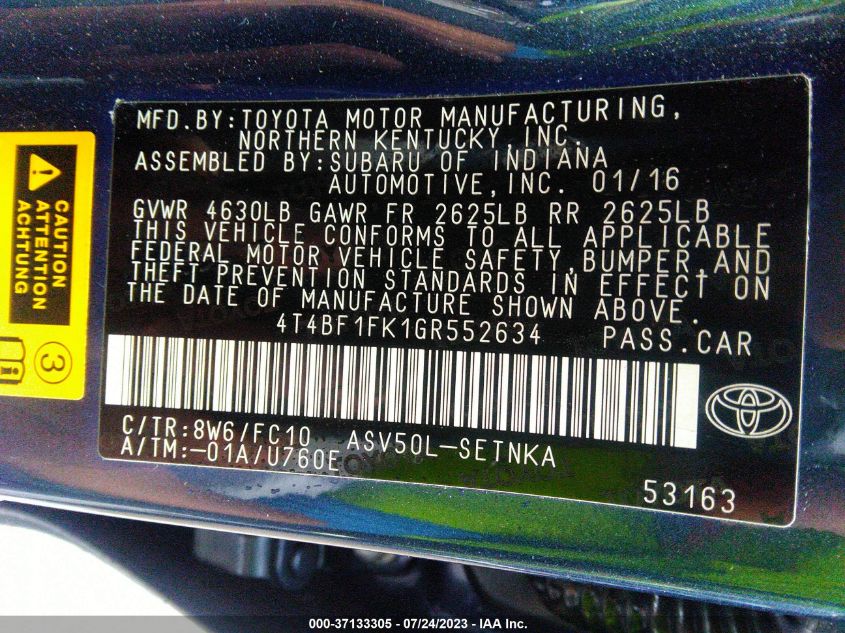 MFD.BY:TOYOTA MOTOR MANUFACTURING,
NORTHERN KENTUCKY,INC.
ASSEMBLED BY:SUBARU OF INDIANA
AUTOMOTIVE,INC. 01/16
GVWR 4630LB GAWR FR 2625LB RR 2625LB
THIS VEHICLE CONFORMS TO ALL APPLICABLE
FEDERAL MOTOR VEHICLE SAFETY,BUMPER,AND
THEFT PREVENTION STANDARDS IN EFFECT ON
THE DATE OF MANUFACTURE SHOWN ABOVE.
4T4BF1FK1GR552634 PASS.CAR
C/TR:8W6/FC10 ASV50L-SETNKA
A/TM:-01A/U760E
53163
CAUTION
ATTENTION
ACHTUNG
3
000-37133305 - 07/24/2023 - IAA Inc.